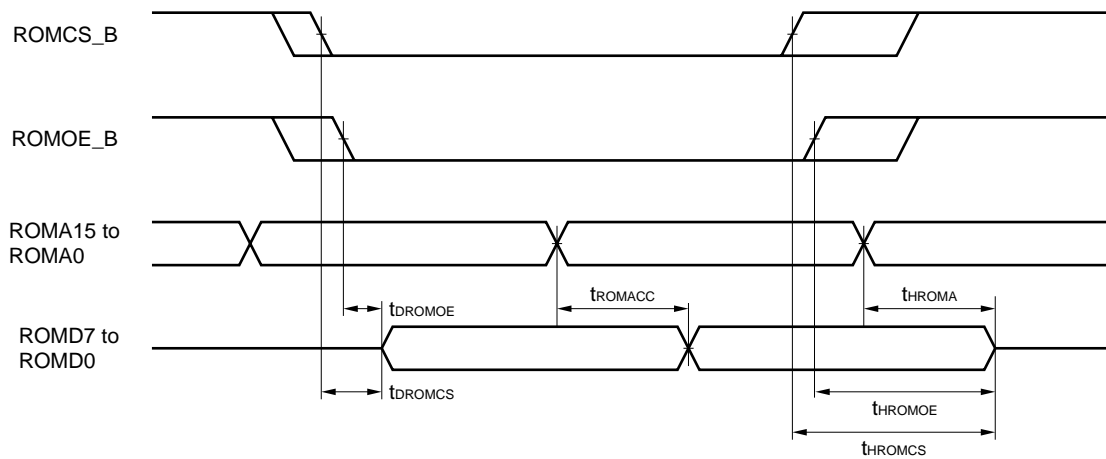 ROMCS_B
ROMOE_B
ROMA15 to
ROMA0
tDROMOE
tROMACC
tHROMA
ROMD7 to
ROMD0
tDROMCS
tHROMOE
tHROMCS